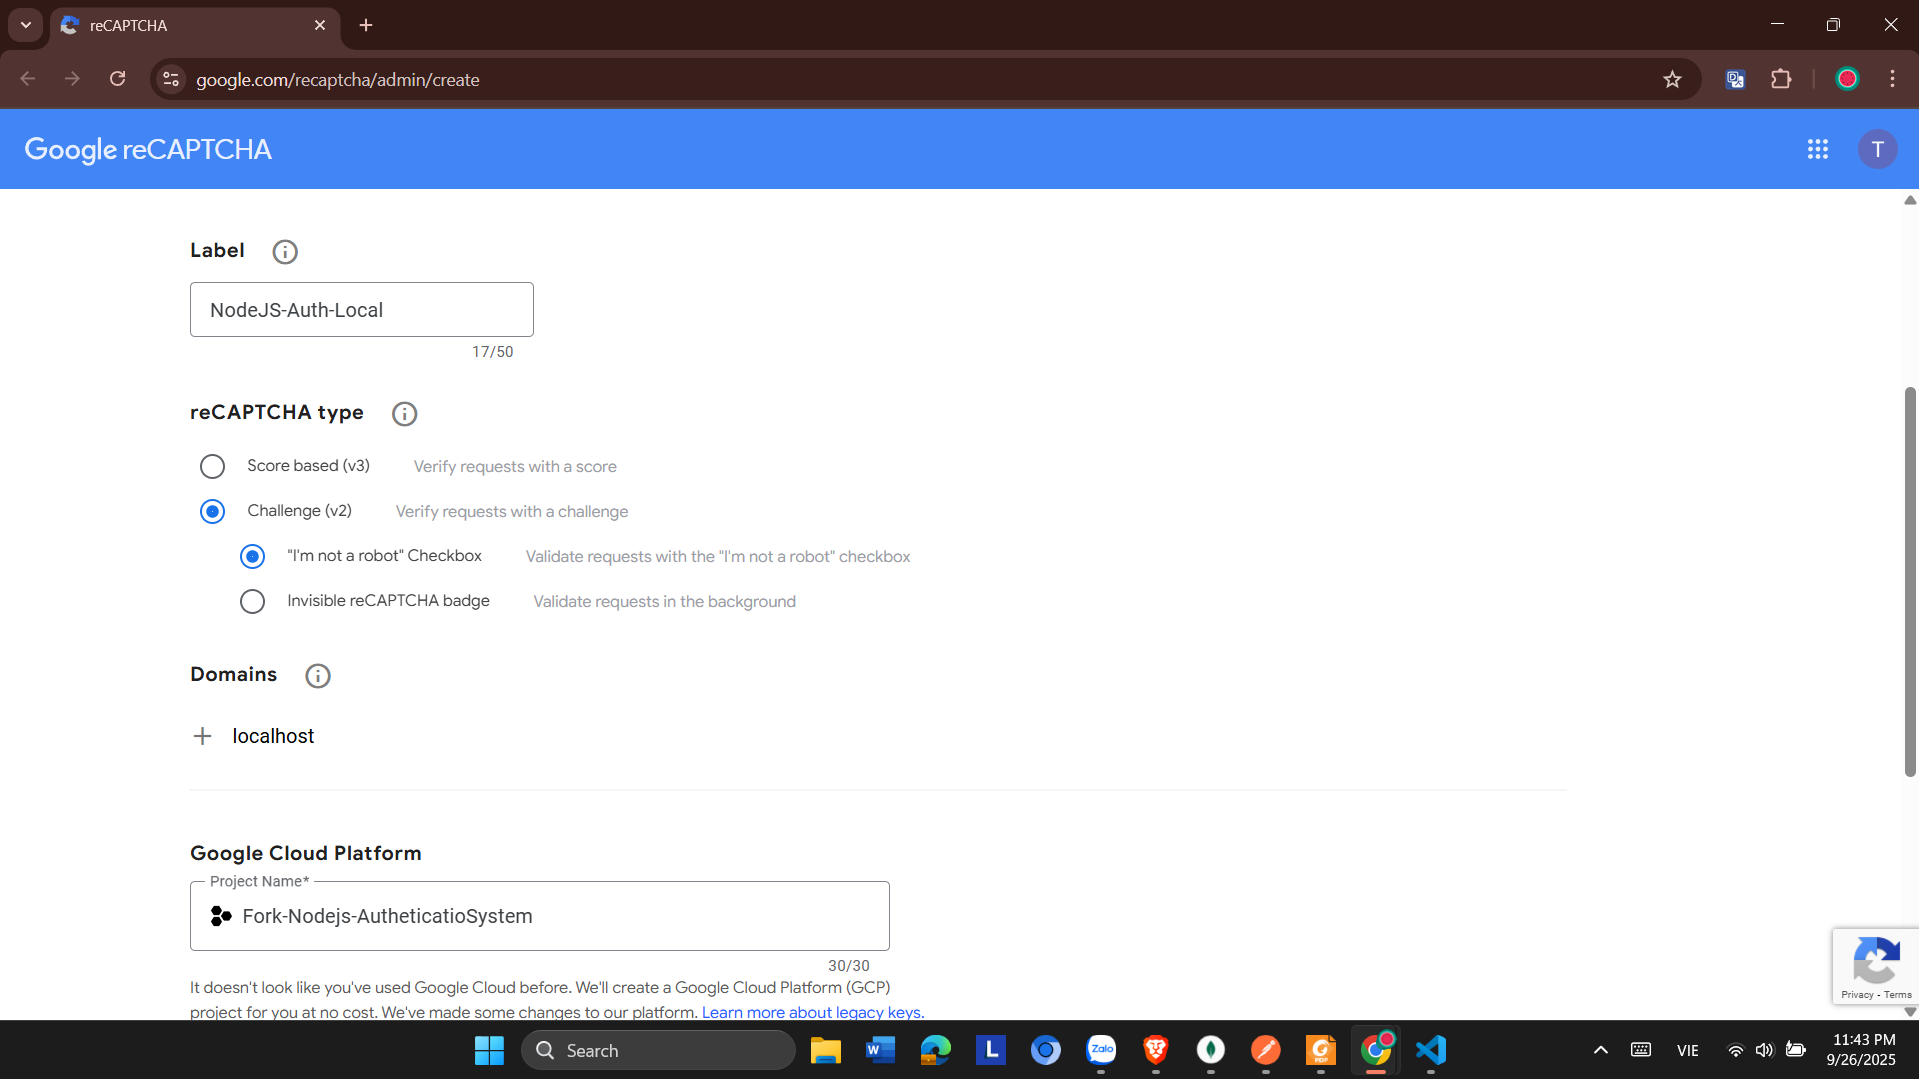 reCAPTCHA
google.com/recaptcha/admin/create
Google reCAPTCHA
T
Label
NodeJS-Auth-Local
17/50
reCAPTCHA type
Score based (v3) Verify requests with a score
Challenge (v2) Verify requests with a challenge
"I'm not a robot" Checkbox Validate requests with the "I'm not a robot" checkbox
Invisible reCAPTCHA badge Validate requests in the background
Domains
localhost
Google Cloud Platform
Project Name*
Fork-Nodejs-AutheticatioSystem
30/30
It doesn't look like you've used Google Cloud before. We'll create a Google Cloud Platform (GCP)
project for you at no cost. We've made some changes to our platform. Learn more about legacy keys.
Privacy - Terms
Search
W
L
Zalo
PDF
VIE
11:43 PM
9/26/2025